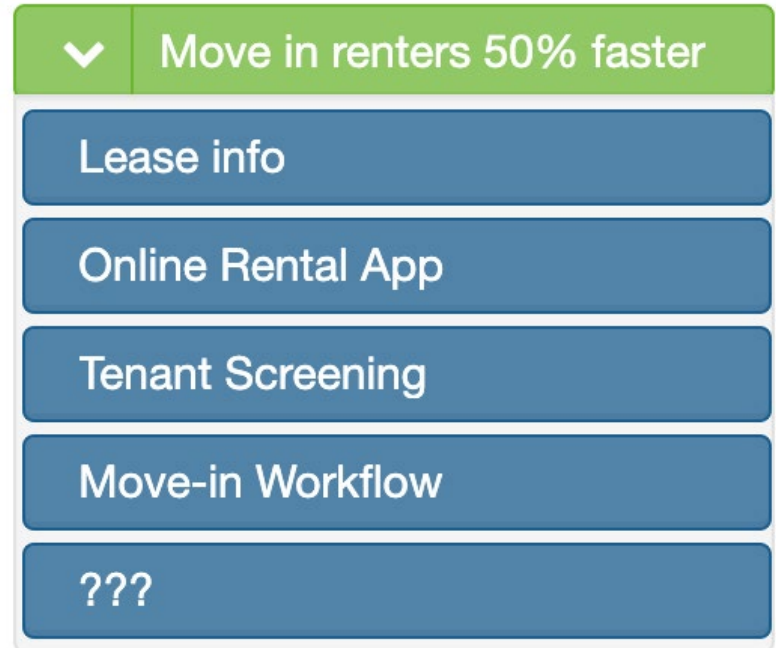 Move in renters 50% faster
Lease info
Online Rental App
Tenant Screening
Move-in Workflow
???